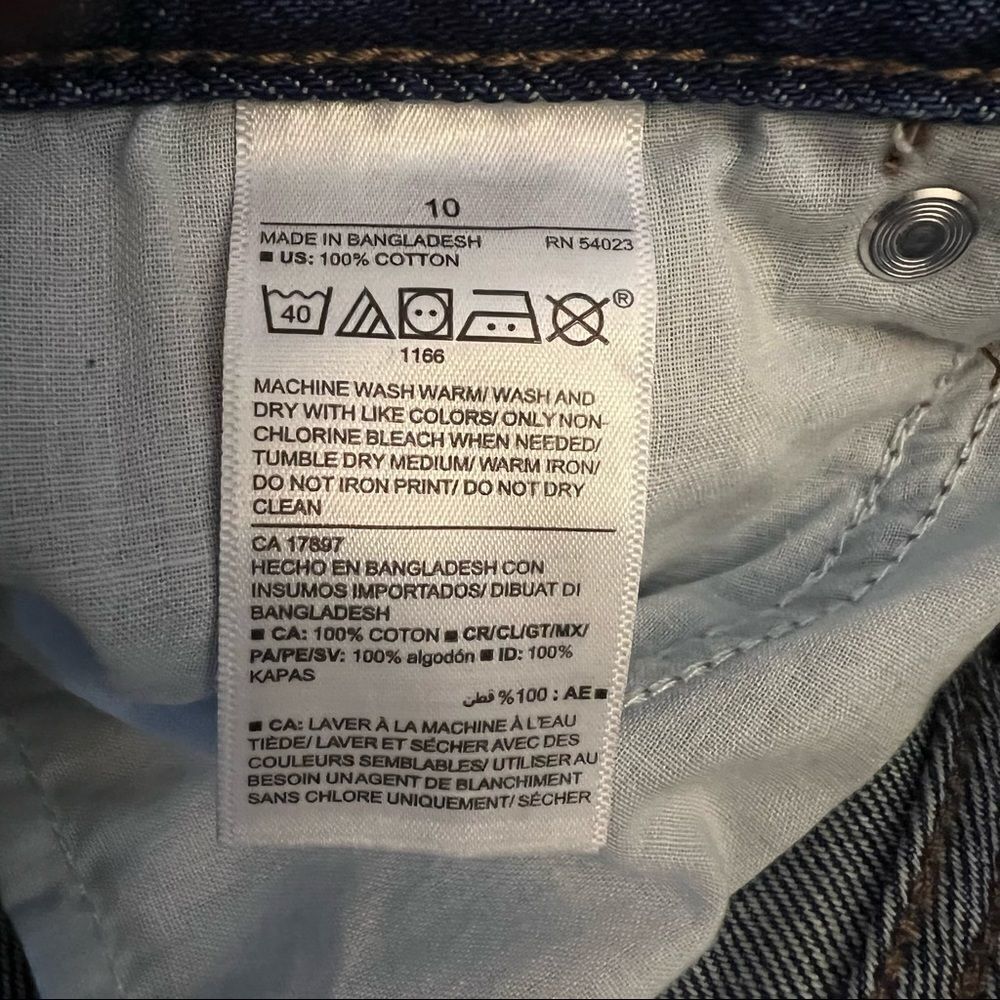 10
MADE IN BANGLADESH RN 54023
■ US: 100% COTTON
40 ®
1166
MACHINE WASH WARM/ WASH AND
DRY WITH LIKE COLORS/ ONLY NON-
CHLORINE BLEACH WHEN NEEDED/
TUMBLE DRY MEDIUM/ WARM IRON/
DO NOT IRON PRINT/ DO NOT DRY
CLEAN
CA 17897
HECHO EN BANGLADESH CON
INSUMOS IMPORTADOS/ DIBUAT DI
BANGLADESH
■ CA: 100% COTON ■ CR/CL/GT/MX/
PA/PE/SV: 100% algodón ■ ID: 100%
KAPAS
■ AE : 100% قطن
■ CA: LAVER À LA MACHINE À L'EAU
TIÈDE/ LAVER ET SÉCHER AVEC DES
COULEURS SEMBLABLES/ UTILISER AU
BESOIN UN AGENT DE BLANCHIMENT
SANS CHLORE UNIQUEMENT/ SÉCHER